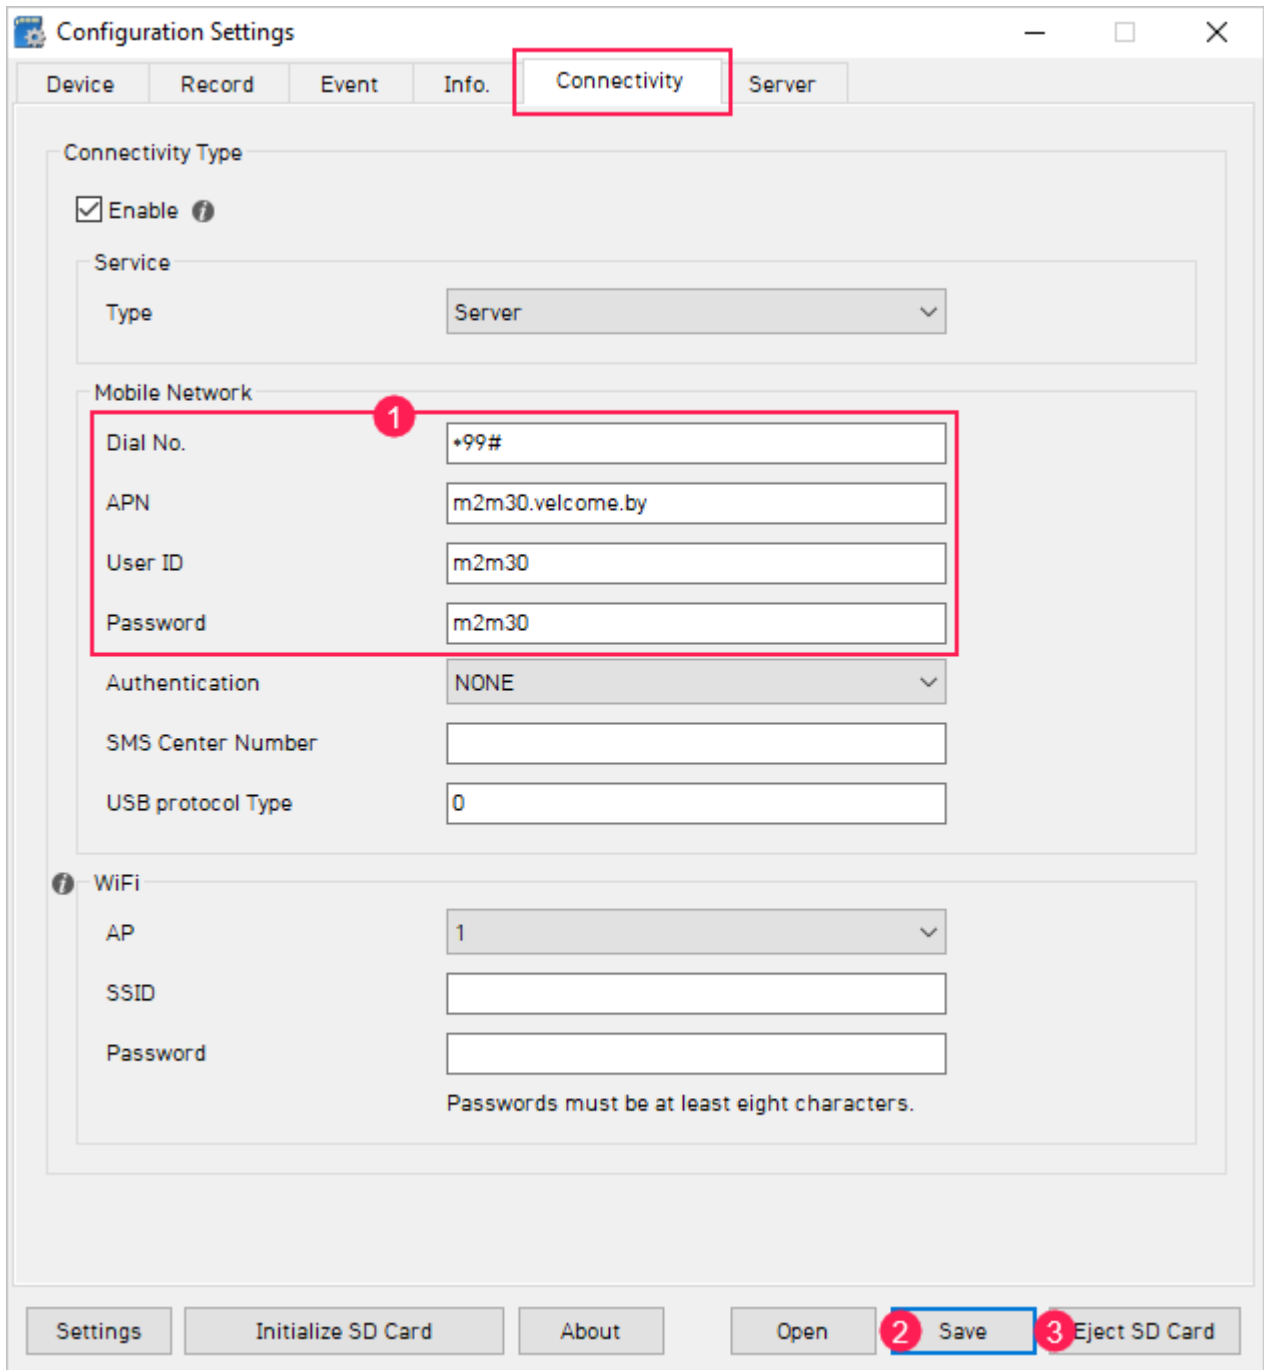 Configuration Settings
Device Record Event Info. Connectivity Server
Connectivity Type
Enable
Service
Type Server
Mobile Network
1
Dial No. *99#
APN m2m30.velcome.by
User ID m2m30
Password m2m30
Authentication NONE
SMS Center Number
USB protocol Type 0
WiFi
AP 1
SSID
Password
Passwords must be at least eight characters.
Settings Initialize SD Card About Open 2 Save 3 Eject SD Card